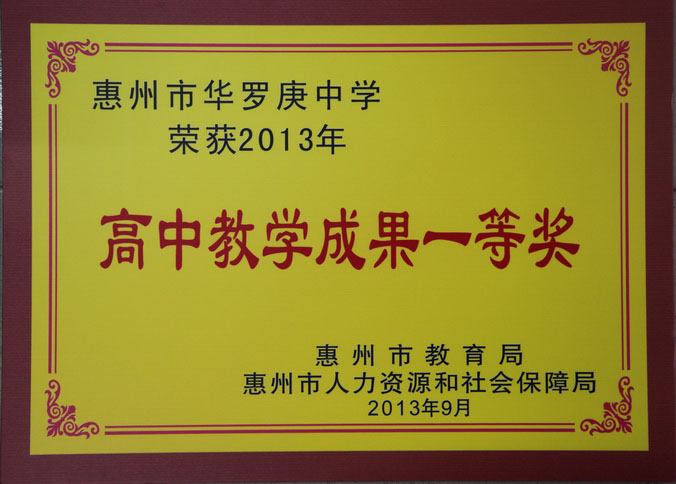 惠州市华罗庚中学
荣获2013年
高中教学成果一等奖
惠州市教育局
惠州市人力资源和社会保障局
2013年9月